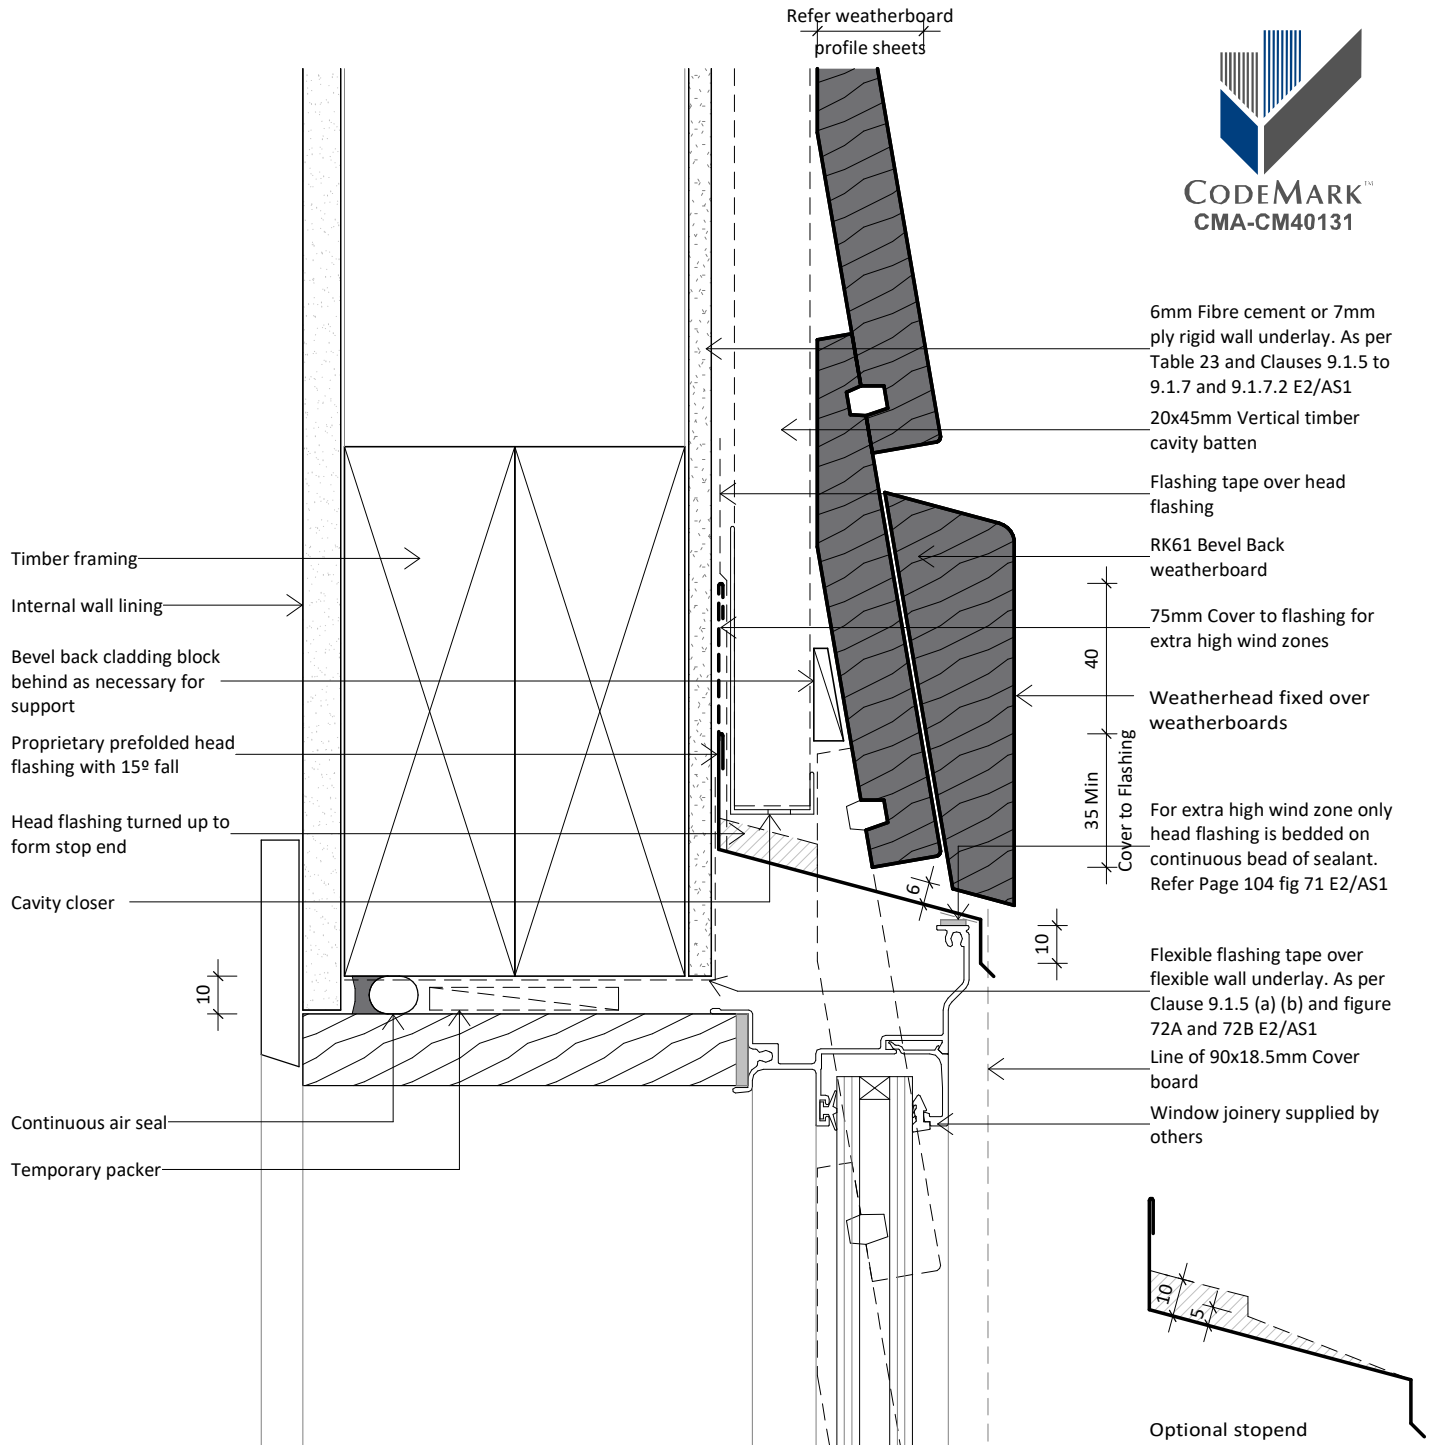 Refer weatherboard
profile sheets
CODEMARK™
CMA-CM40131
6mm Fibre cement or 7mm
ply rigid wall underlay. As per
Table 23 and Clauses 9.1.5 to
9.1.7 and 9.1.7.2 E2/AS1
20x45mm Vertical timber
cavity batten
Flashing tape over head
flashing
RK61 Bevel Back
weatherboard
75mm Cover to flashing for
extra high wind zones
Weatherhead fixed over
weatherboards
For extra high wind zone only
head flashing is bedded on
continuous bead of sealant.
Refer Page 104 fig 71 E2/AS1
Flexible flashing tape over
flexible wall underlay. As per
Clause 9.1.5 (a) (b) and figure
72A and 72B E2/AS1
Line of 90x18.5mm Cover
board
Window joinery supplied by
others
Timber framing
Internal wall lining
Bevel back cladding block
behind as necessary for
support
Proprietary prefolded head
flashing with 15º fall
Head flashing turned up to
form stop end
Cavity closer
Continuous air seal
Temporary packer
40
35 Min
Cover to Flashing
6
10
10
10
5
Optional stopend